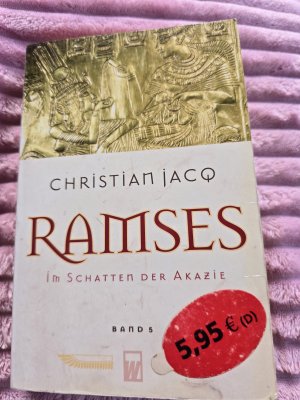 CHRISTIAN JACQ
RAMSES
IM SCHATTEN DER AKAZIE
BAND 5
5,95 € (D)
W